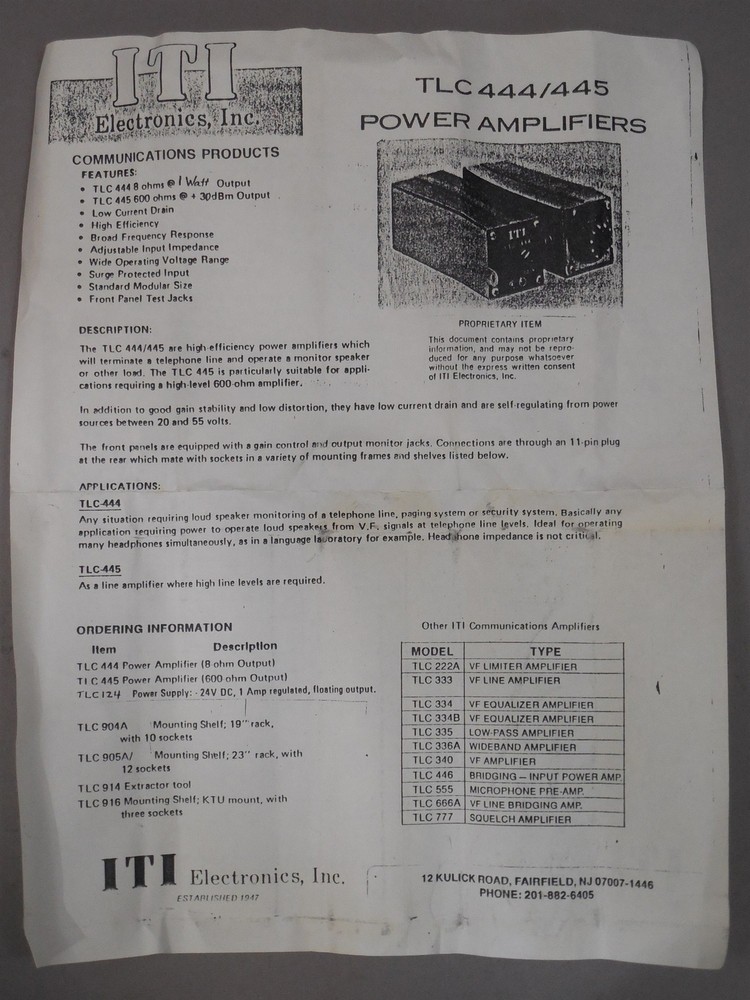 ITI
Electronics, Inc.
TLC 444/445
POWER AMPLIFIERS
COMMUNICATIONS PRODUCTS
FEATURES:
• TLC 444 8 ohms @ 1 Watt Output
• TLC 445 600 ohms @ + 30dBm Output
• Low Current Drain
• High Efficiency
• Broad Frequency Response
• Adjustable Input Impedance
• Wide Operating Voltage Range
• Surge Protected Input
• Standard Modular Size
• Front Panel Test Jacks
ITI
PROPRIETARY ITEM
This document contains proprietary
information, and may not be repro-
duced for any purpose whatsoever
without the express written consent
of ITI Electronics, Inc.
DESCRIPTION:
The TLC 444/445 are high-efficiency power amplifiers which
will terminate a telephone line and operate a monitor speaker
or other load. The TLC 445 is particularly suitable for appli-
cations requiring a high-level 600-ohm amplifier.
In addition to good gain stability and low distortion, they have low current drain and are self-regulating from power
sources between 20 and 55 volts.
The front panels are equipped with a gain control and output monitor jacks. Connections are through an 11-pin plug
at the rear which mate with sockets in a variety of mounting frames and shelves listed below.
APPLICATIONS:
TLC-444
Any situation requiring loud speaker monitoring of a telephone line, paging system or security system. Basically any
application requiring power to operate loud speakers from V.F. signals at telephone line levels. Ideal for operating
many headphones simultaneously, as in a language laboratory for example. Headphone impedance is not critical.
TLC-445
As a line amplifier where high line levels are required.
ORDERING INFORMATION
Item Description
TLC 444 Power Amplifier (8 ohm Output)
TLC 445 Power Amplifier (600 ohm Output)
TLC124 Power Supply: -24V DC, 1 Amp regulated, floating output.
TLC 904A Mounting Shelf; 19" rack,
with 10 sockets
TLC 905A/ Mounting Shelf; 23" rack, with
12 sockets
TLC 914 Extractor tool
TLC 916 Mounting Shelf; KTU mount, with
three sockets
Other ITI Communications Amplifiers
MODEL TYPE
TLC 222A VF LIMITER AMPLIFIER
TLC 333 VF LINE AMPLIFIER
TLC 334 VF EQUALIZER AMPLIFIER
TLC 334B VF EQUALIZER AMPLIFIER
TLC 335 LOW-PASS AMPLIFIER
TLC 336A WIDEBAND AMPLIFIER
TLC 340 VF AMPLIFIER
TLC 446 BRIDGING – INPUT POWER AMP.
TLC 555 MICROPHONE PRE-AMP.
TLC 666A VF LINE BRIDGING AMP.
TLC 777 SQUELCH AMPLIFIER
ITI Electronics, Inc.
ESTABLISHED 1947
12 KULICK ROAD, FAIRFIELD, NJ 07007-1446
PHONE: 201-882-6405